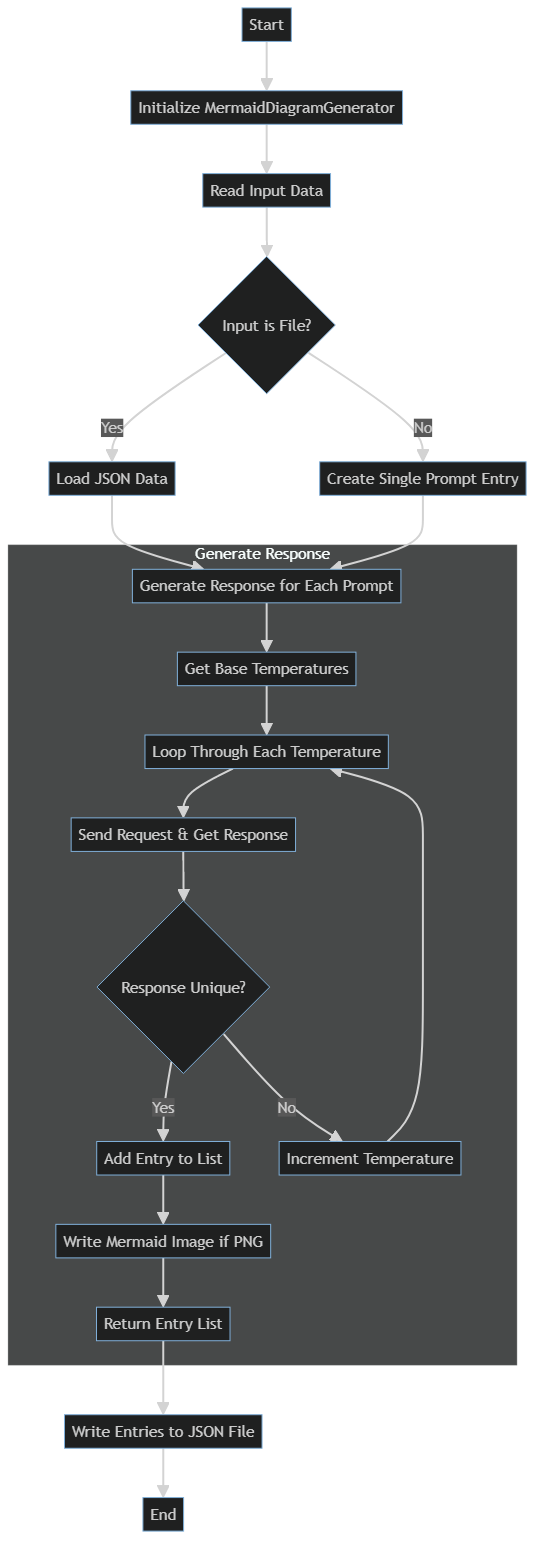 Start
Initialize MermaidDiagramGenerator
Read Input Data
Input is File?
Yes
No
Load JSON Data
Create Single Prompt Entry
Generate Response
Generate Response for Each Prompt
Get Base Temperatures
Loop Through Each Temperature
Send Request & Get Response
Response Unique?
Yes
No
Add Entry to List
Increment Temperature
Write Mermaid Image if PNG
Return Entry List
Write Entries to JSON File
End